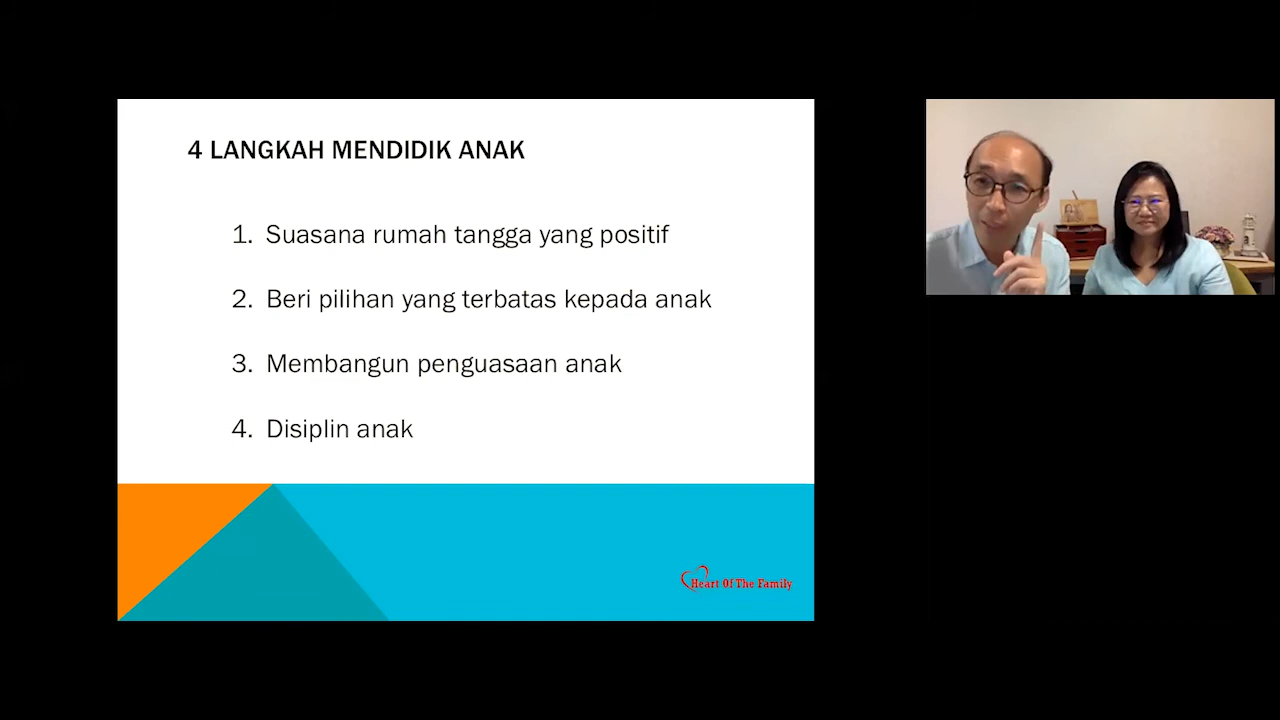 4 LANGKAH MENDIDIK ANAK
1. Suasana rumah tangga yang positif
2. Beri pilihan yang terbatas kepada anak
3. Membangun penguasaan anak
4. Disiplin anak
Heart Of The Family